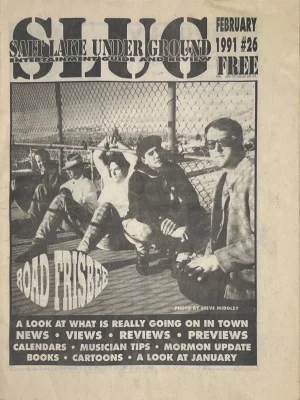 SLUG
SALT LAKE UNDER GROUND
ENTERTAINMENT GUIDE AND REVIEW
FEBRUARY
1991 #26
FREE
ROAD FRISBEE
PHOTO BY STEVE MIDGLEY
A LOOK AT WHAT IS REALLY GOING ON IN TOWN
NEWS • VIEWS • REVIEWS • PREVIEWS
CALENDARS • MUSICIAN TIPS • MORMON UPDATE
BOOKS • CARTOONS • A LOOK AT JANUARY